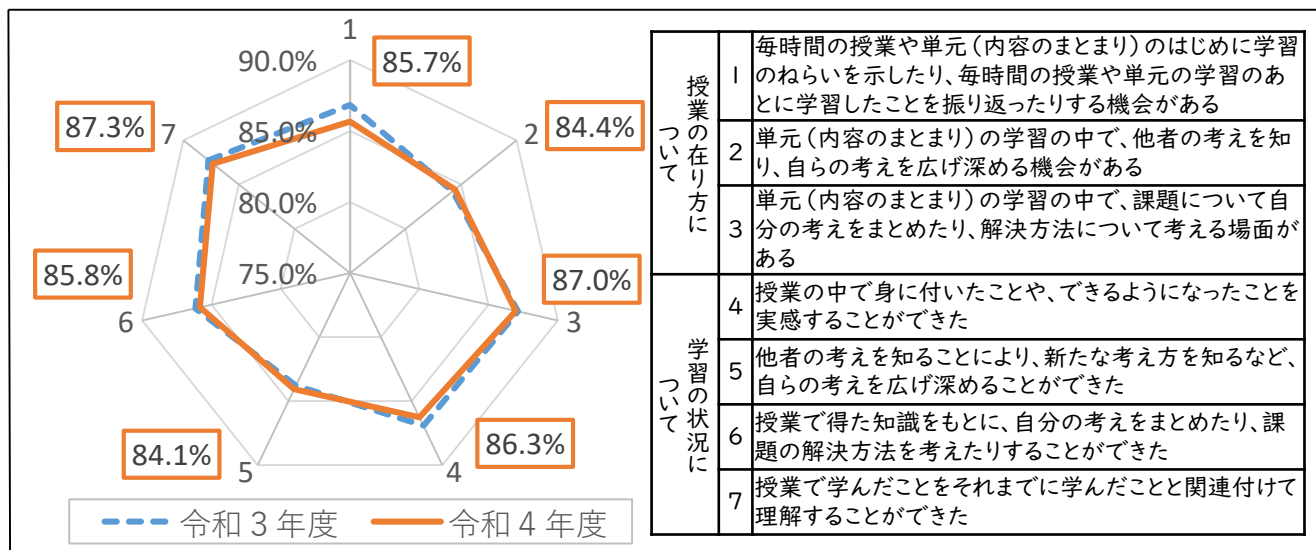 1
90.0%
85.7%
85.0%
80.0%
75.0%
2
84.4%
3
87.0%
4
86.3%
5
84.1%
6
85.8%
7
87.3%
令和3年度
令和4年度
授業の在り方に
ついて
1
毎時間の授業や単元(内容のまとまり)のはじめに学習
のねらいを示したり、毎時間の授業や単元の学習のあ
とに学習したことを振り返ったりする機会がある
2
単元(内容のまとまり)の学習の中で、他者の考えを知
り、自らの考えを広げ深める機会がある
3
単元(内容のまとまり)の学習の中で、課題について自
分の考えをまとめたり、解決方法について考える場面が
ある
学習の状況に
ついて
4
授業の中で身に付いたことや、できるようになったことを
実感することができた
5
他者の考えを知ることにより、新たな考え方を知るなど、
自らの考えを広げ深めることができた
6
授業で得た知識をもとに、自分の考えをまとめたり、課
題の解決方法を考えたりすることができた
7
授業で学んだことをそれまでに学んだことと関連付けて
理解することができた